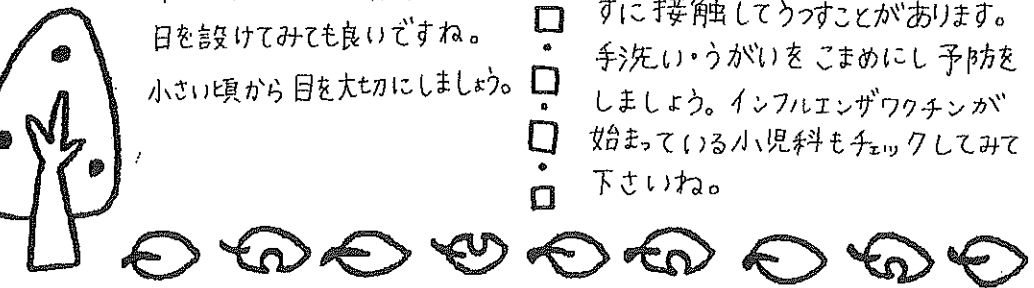 日を設けてみても良いですね。
小さい頃から目を大切にしましょう。
ずに接触してうつすことがあります。
手洗い・うがいをこまめにし予防を
しましょう。インフルエンザワクチンが
始まっている小児科もチェックしてみて
下さいね。